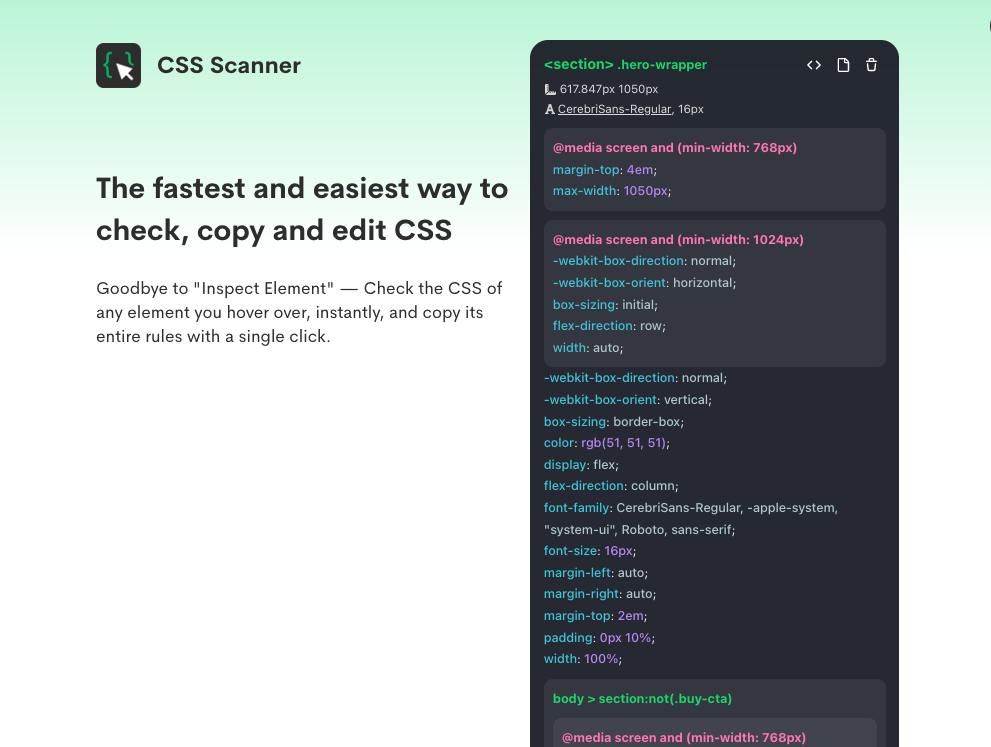 CSS Scanner
The fastest and easiest way to
check, copy and edit CSS
Goodbye to "Inspect Element" — Check the CSS of
any element you hover over, instantly, and copy its
entire rules with a single click.
<section> .hero-wrapper
617.847px 1050px
CerebriSans-Regular, 16px
@media screen and (min-width: 768px)
margin-top: 4em;
max-width: 1050px;
@media screen and (min-width: 1024px)
-webkit-box-direction: normal;
-webkit-box-orient: horizontal;
box-sizing: initial;
flex-direction: row;
width: auto;
-webkit-box-direction: normal;
-webkit-box-orient: vertical;
box-sizing: border-box;
color: rgb(51, 51, 51);
display: flex;
flex-direction: column;
font-family: CerebriSans-Regular, -apple-system,
"system-ui", Roboto, sans-serif;
font-size: 16px;
margin-left: auto;
margin-right: auto;
margin-top: 2em;
padding: 0px 10%;
width: 100%;
body > section:not(.buy-cta)
@media screen and (min-width: 768px)